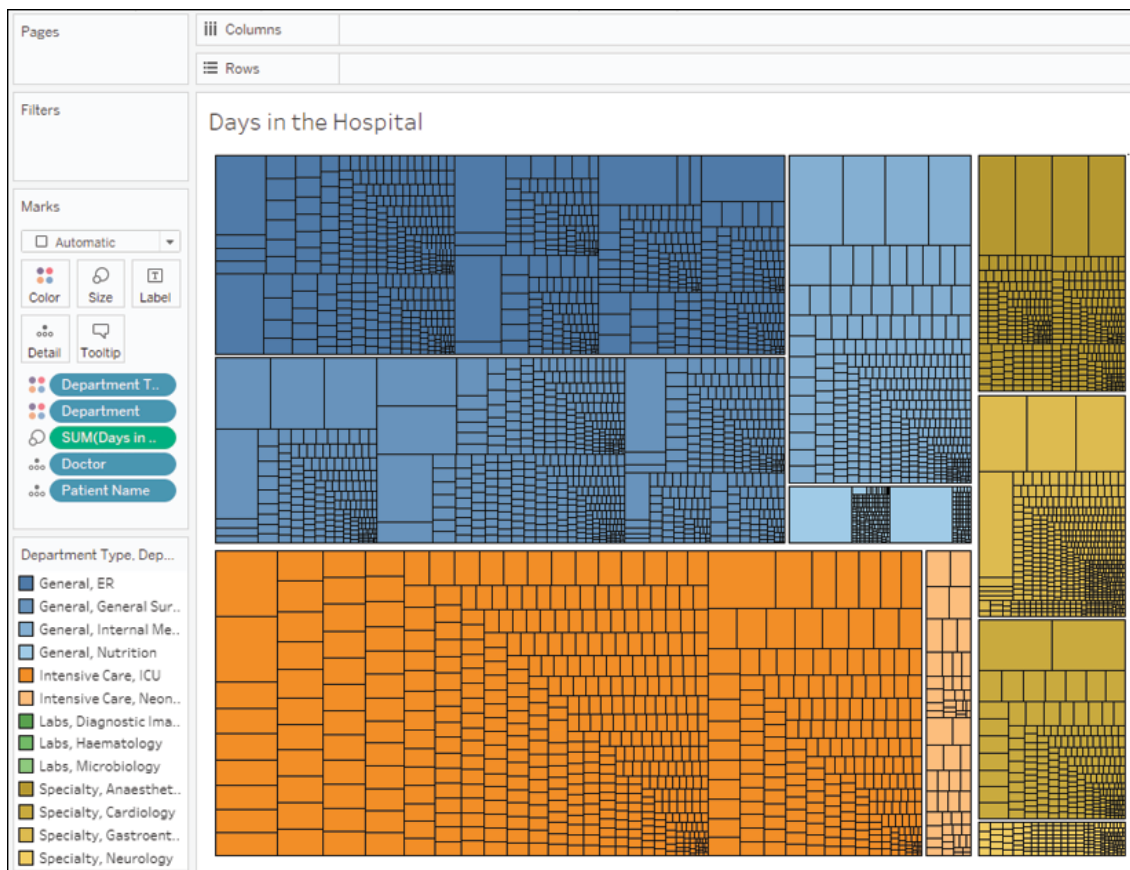 Pages
Columns
Rows
Filters
Days in the Hospital
Marks
Automatic
Color
Size
Label
Detail
Tooltip
Department T..
Department
SUM(Days in ..
Doctor
Patient Name
Department Type, Dep...
General, ER
General, General Sur..
General, Internal Me..
General, Nutrition
Intensive Care, ICU
Intensive Care, Neon..
Labs, Diagnostic Ima..
Labs, Haematology
Labs, Microbiology
Specialty, Anaesthet..
Specialty, Cardiology
Specialty, Gastroent..
Specialty, Neurology